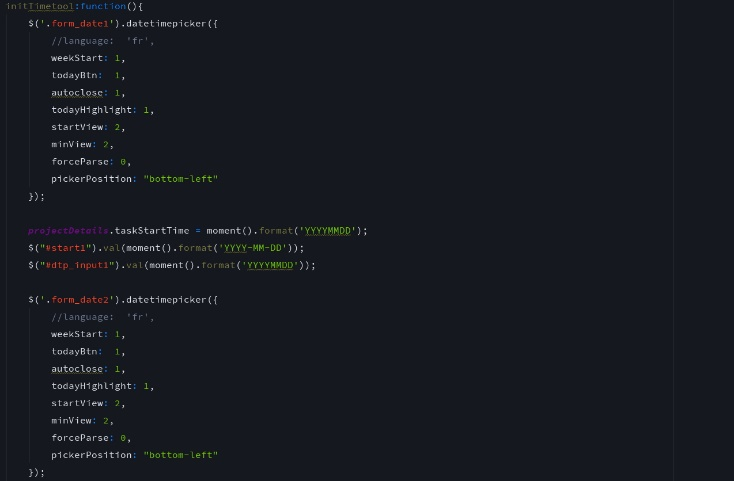 initTimetool:function(){
    $('.form_date1').datetimepicker({
        //language:  'fr',
        weekStart: 1,
        todayBtn:  1,
        autoclose: 1,
        todayHighlight: 1,
        startView: 2,
        minView: 2,
        forceParse: 0,
        pickerPosition: "bottom-left"
    });

    projectDetails.taskStartTime = moment().format('YYYYMMDD');
    $("#start1").val(moment().format('YYYY-MM-DD'));
    $("#dtp_input1").val(moment().format('YYYYMMDD'));

    $('.form_date2').datetimepicker({
        //language:  'fr',
        weekStart: 1,
        todayBtn:  1,
        autoclose: 1,
        todayHighlight: 1,
        startView: 2,
        minView: 2,
        forceParse: 0,
        pickerPosition: "bottom-left"
    });